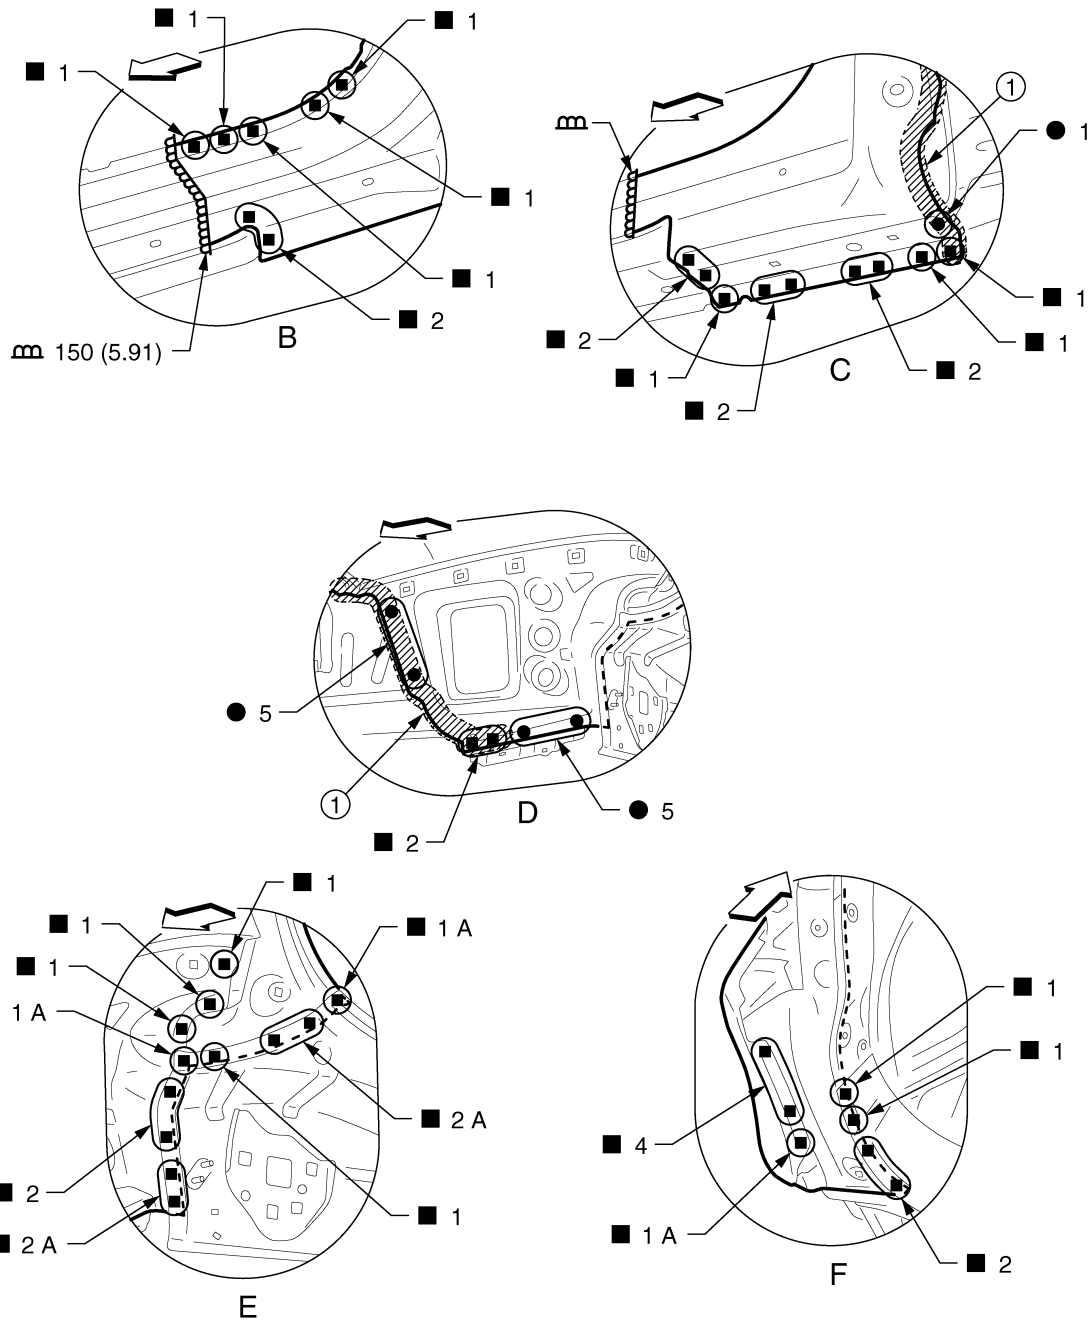 ■ 1
■ 1
■ 1
■ 1
■ 1
■ 2
150 (5.91)
B
1
● 1
■ 1
■ 1
■ 2
■ 2
■ 1
■ 2
C
● 5
1
■ 2
● 5
D
■ 1
■ 1
■ 1
1 A
■ 1 A
■ 2 A
■ 2
■ 2 A
■ 1
E
■ 1
■ 1
■ 4
■ 1 A
■ 2
F